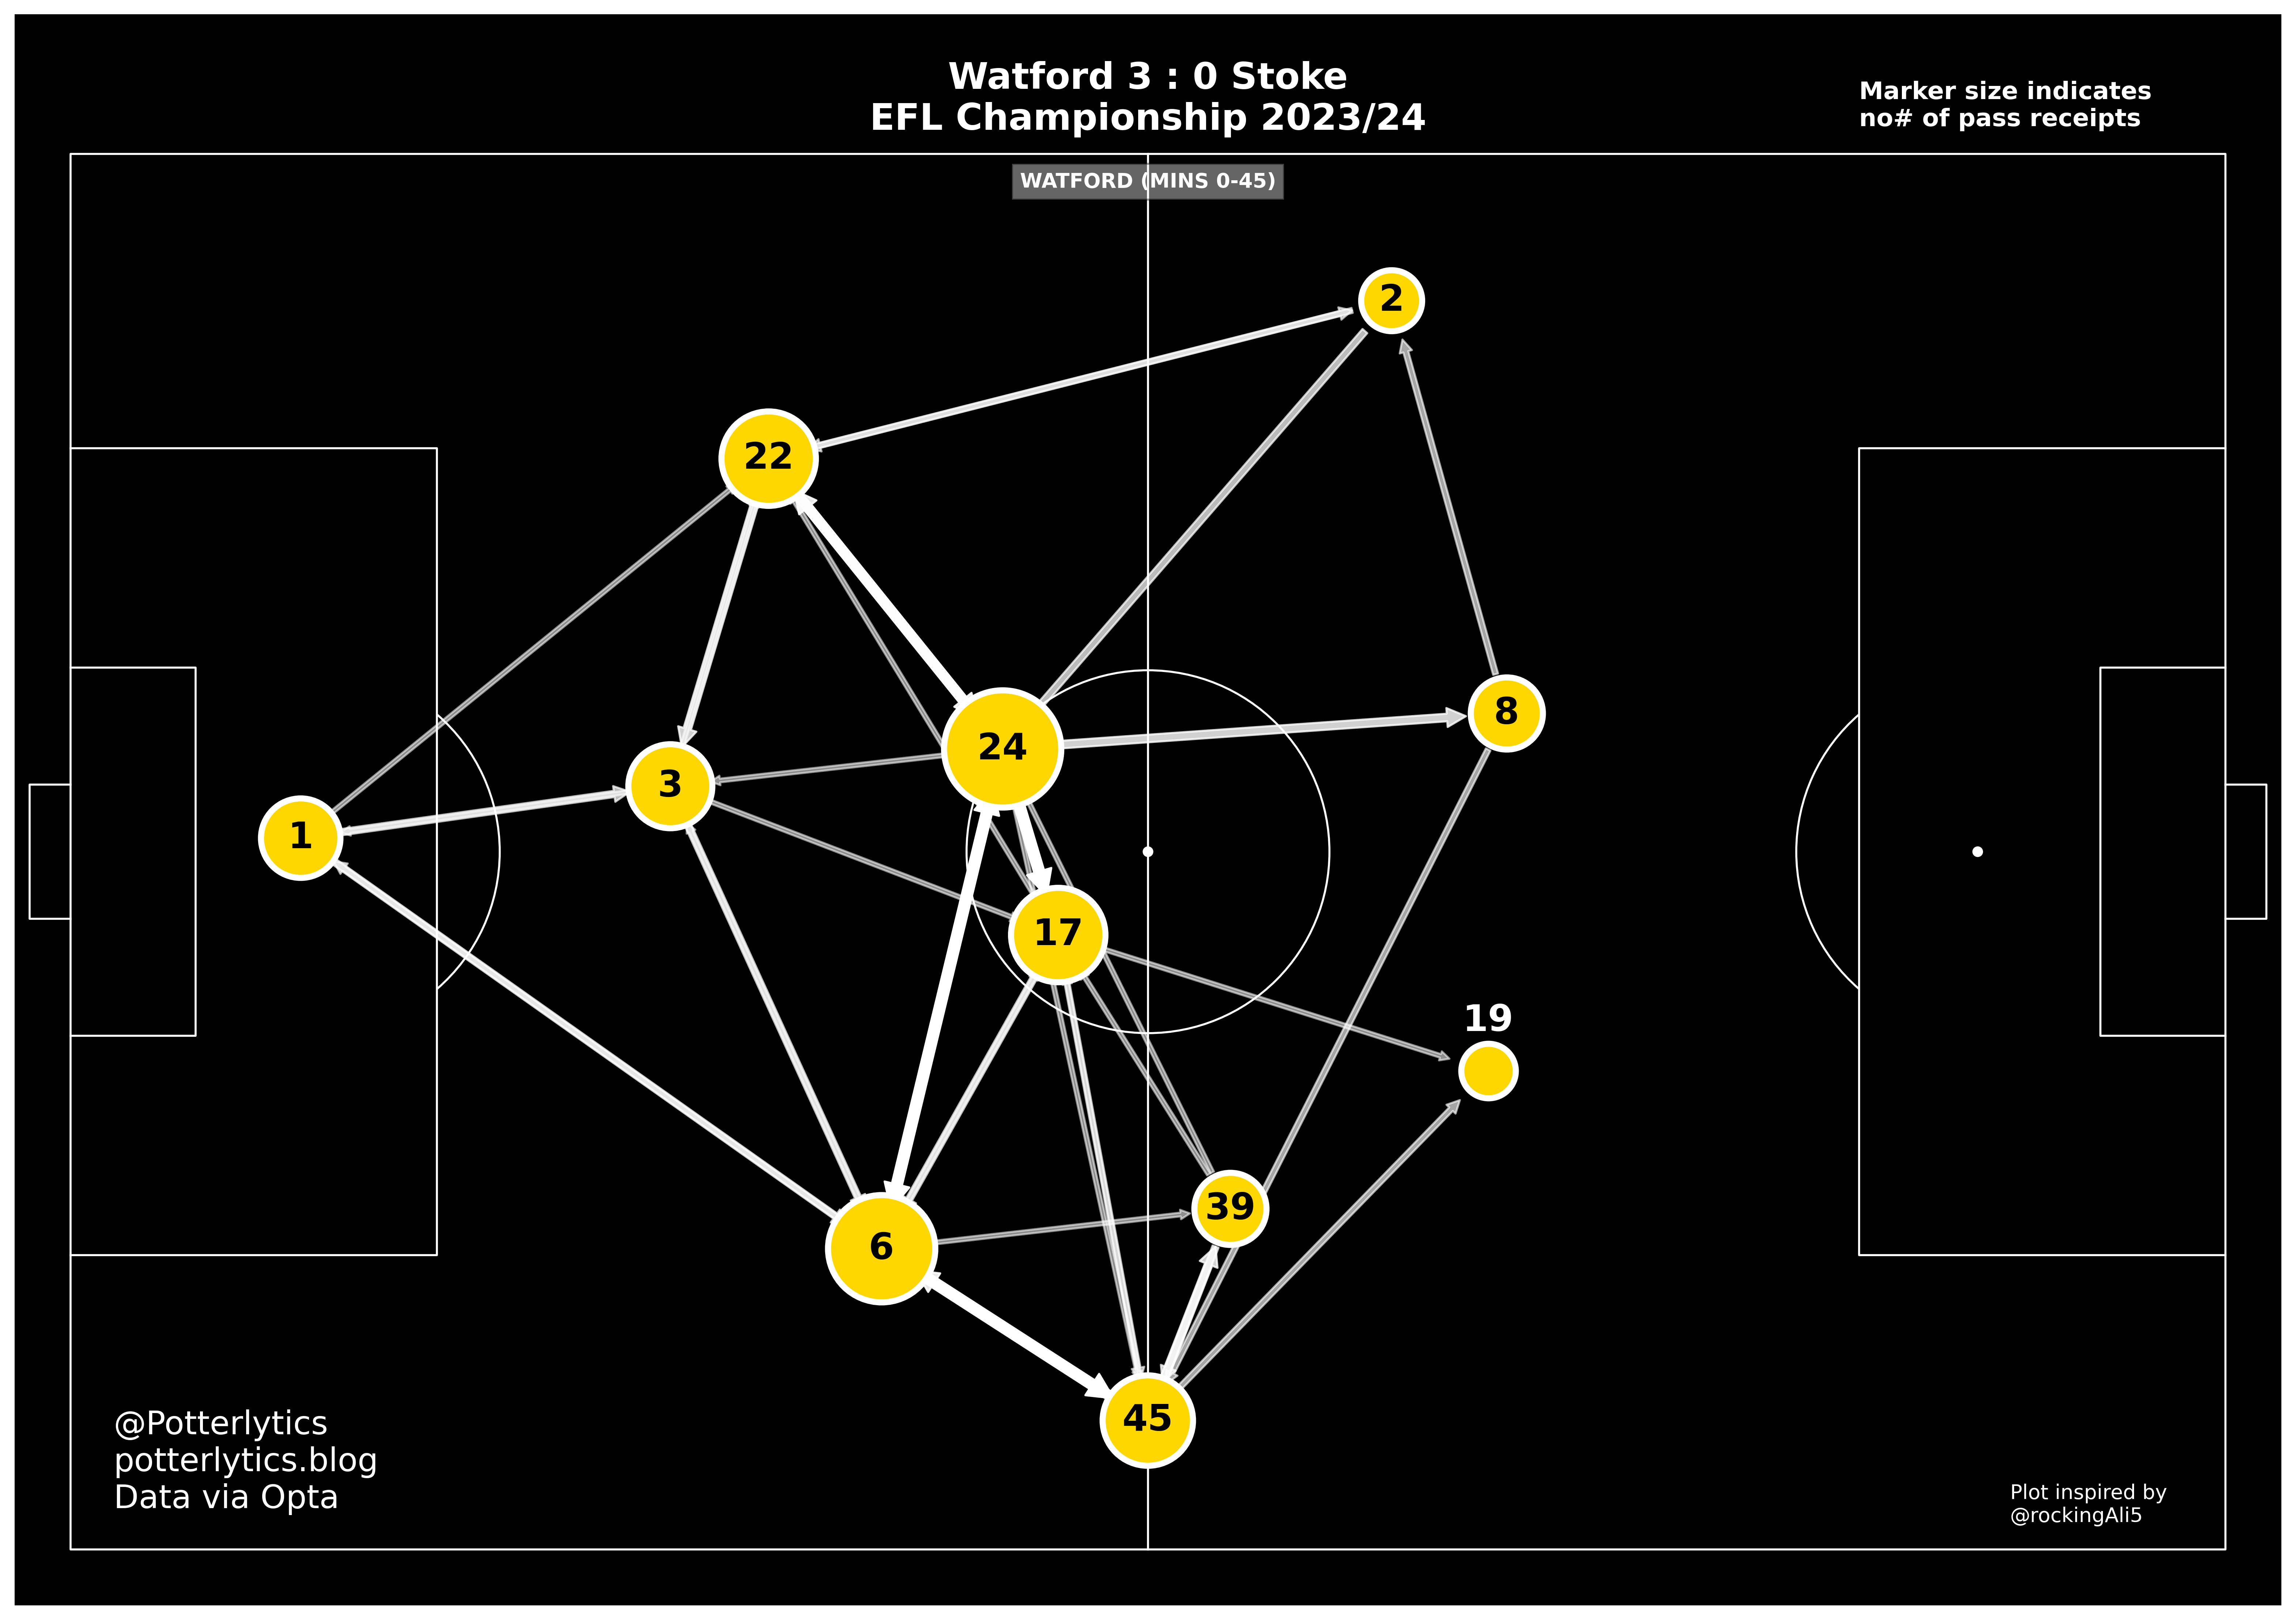 Watford 3 : 0 Stoke
EFL Championship 2023/24
Marker size indicates
no# of pass receipts
WATFORD (MINS 0-45)
2
22
8
24
3
1
17
19
39
6
45
@Potterlytics
potterlytics.blog
Data via Opta
Plot inspired by
@rockingAli5